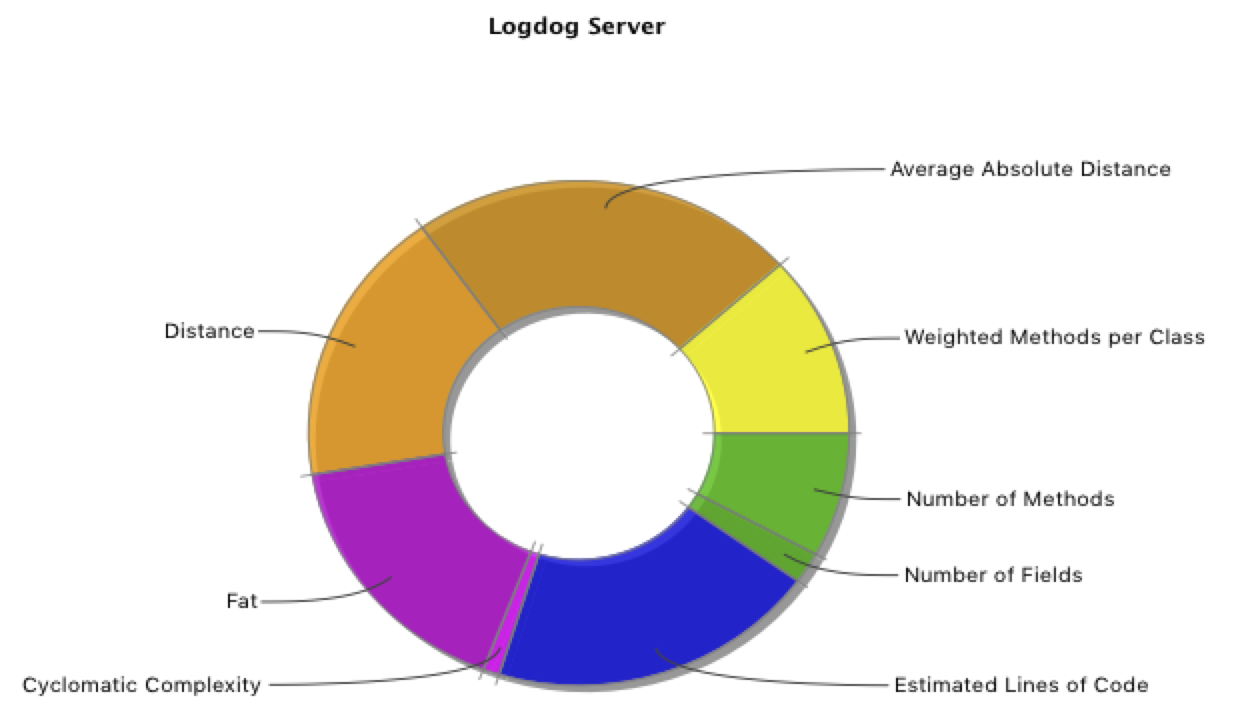 Logdog Server
Average Absolute Distance
Distance
Weighted Methods per Class
Number of Methods
Number of Fields
Fat
Cyclomatic Complexity
Estimated Lines of Code